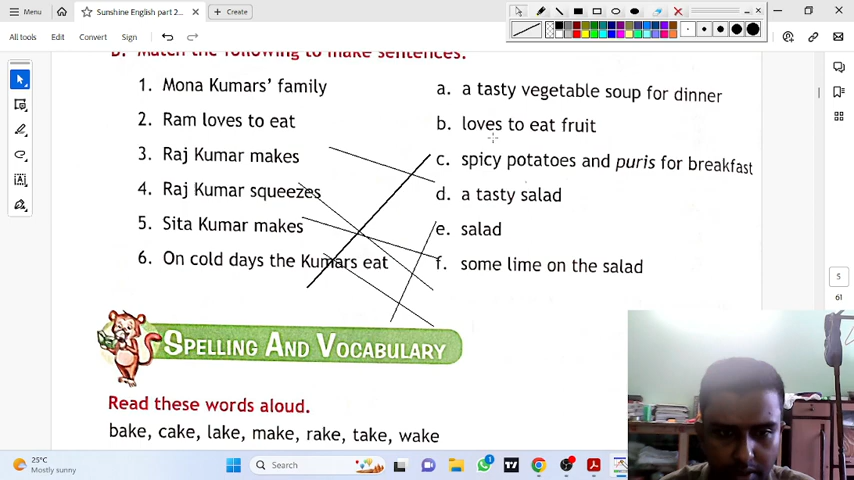 Menu
Sunshine English part 2...
Create
All tools
Edit
Convert
Sign
B. Match the following to make sentences.
1. Mona Kumars' family
2. Ram loves to eat
3. Raj Kumar makes
4. Raj Kumar squeezes
5. Sita Kumar makes
6. On cold days the Kumars eat
a. a tasty vegetable soup for dinner
b. loves to eat fruit
c. spicy potatoes and puris for breakfast
d. a tasty salad
e. salad
f. some lime on the salad
SPELLING AND VOCABULARY
Read these words aloud.
bake, cake, lake, make, rake, take, wake
5
61
25°C
Mostly sunny
Search